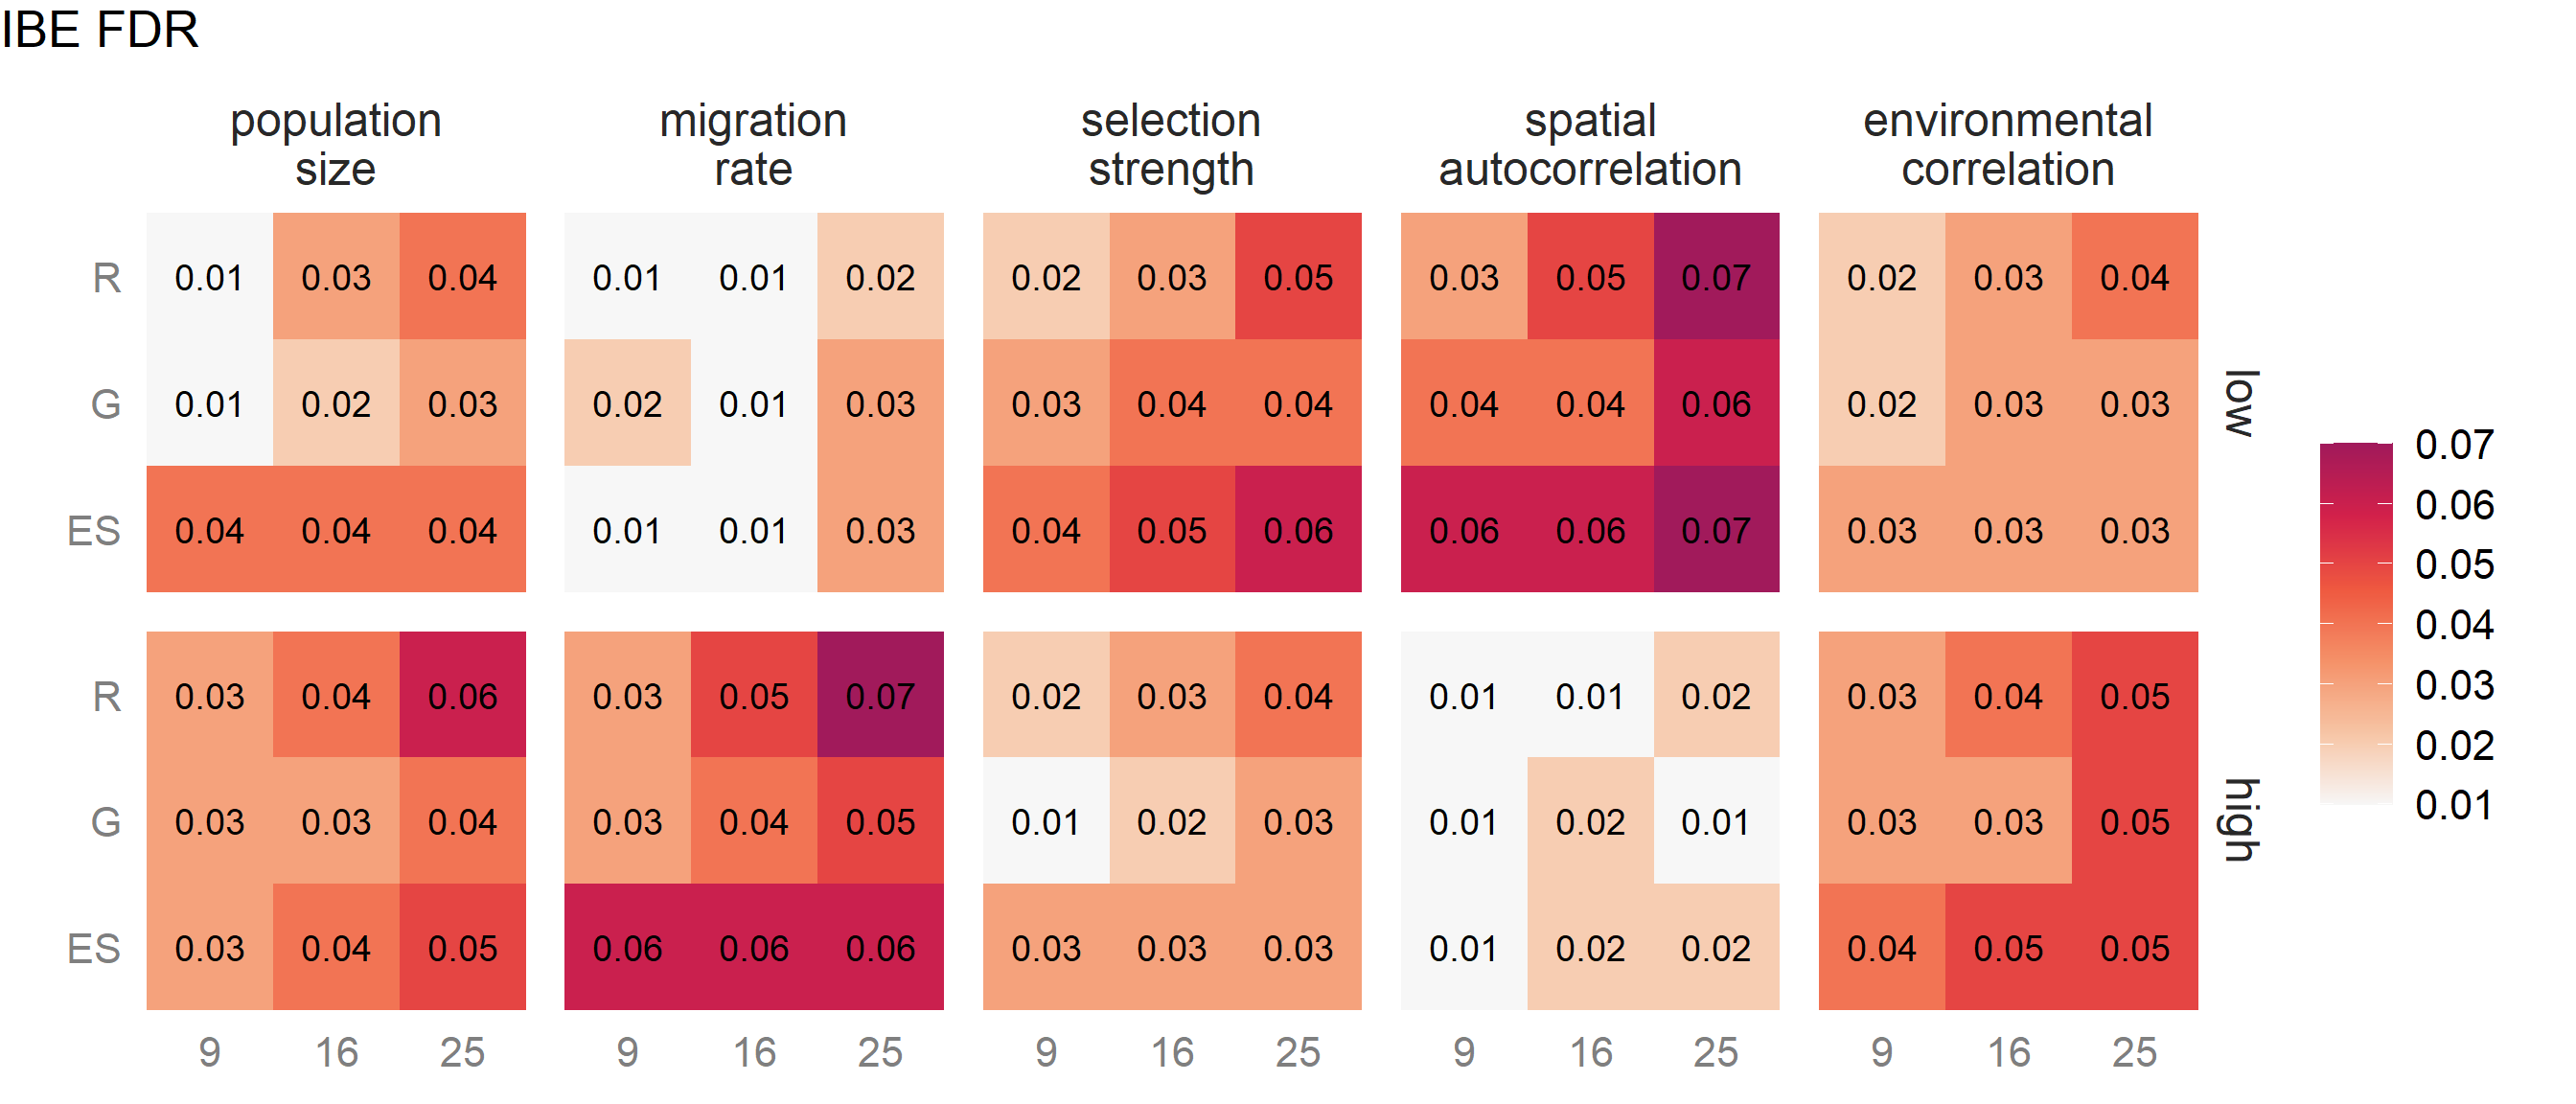 IBE FDR
population migration selection spatial environmental
size rate strength autocorrelation correlation
R 0.01 0.03 0.04 0.01 0.01 0.02 0.02 0.03 0.05 0.03 0.05 0.07 0.02 0.03 0.04
G 0.01 0.02 0.03 0.02 0.01 0.03 0.03 0.04 0.04 0.04 0.04 0.06 0.02 0.03 0.03
ES 0.04 0.04 0.04 0.01 0.01 0.03 0.04 0.05 0.06 0.06 0.06 0.07 0.03 0.03 0.03
low
R 0.03 0.04 0.06 0.03 0.05 0.07 0.02 0.03 0.04 0.01 0.01 0.02 0.03 0.04 0.05
G 0.03 0.03 0.04 0.03 0.04 0.05 0.01 0.02 0.03 0.01 0.02 0.01 0.03 0.03 0.05
ES 0.03 0.04 0.05 0.06 0.06 0.06 0.03 0.03 0.03 0.01 0.02 0.02 0.04 0.05 0.05
high
9 16 25 9 16 25 9 16 25 9 16 25 9 16 25
0.07
0.06
0.05
0.04
0.03
0.02
0.01